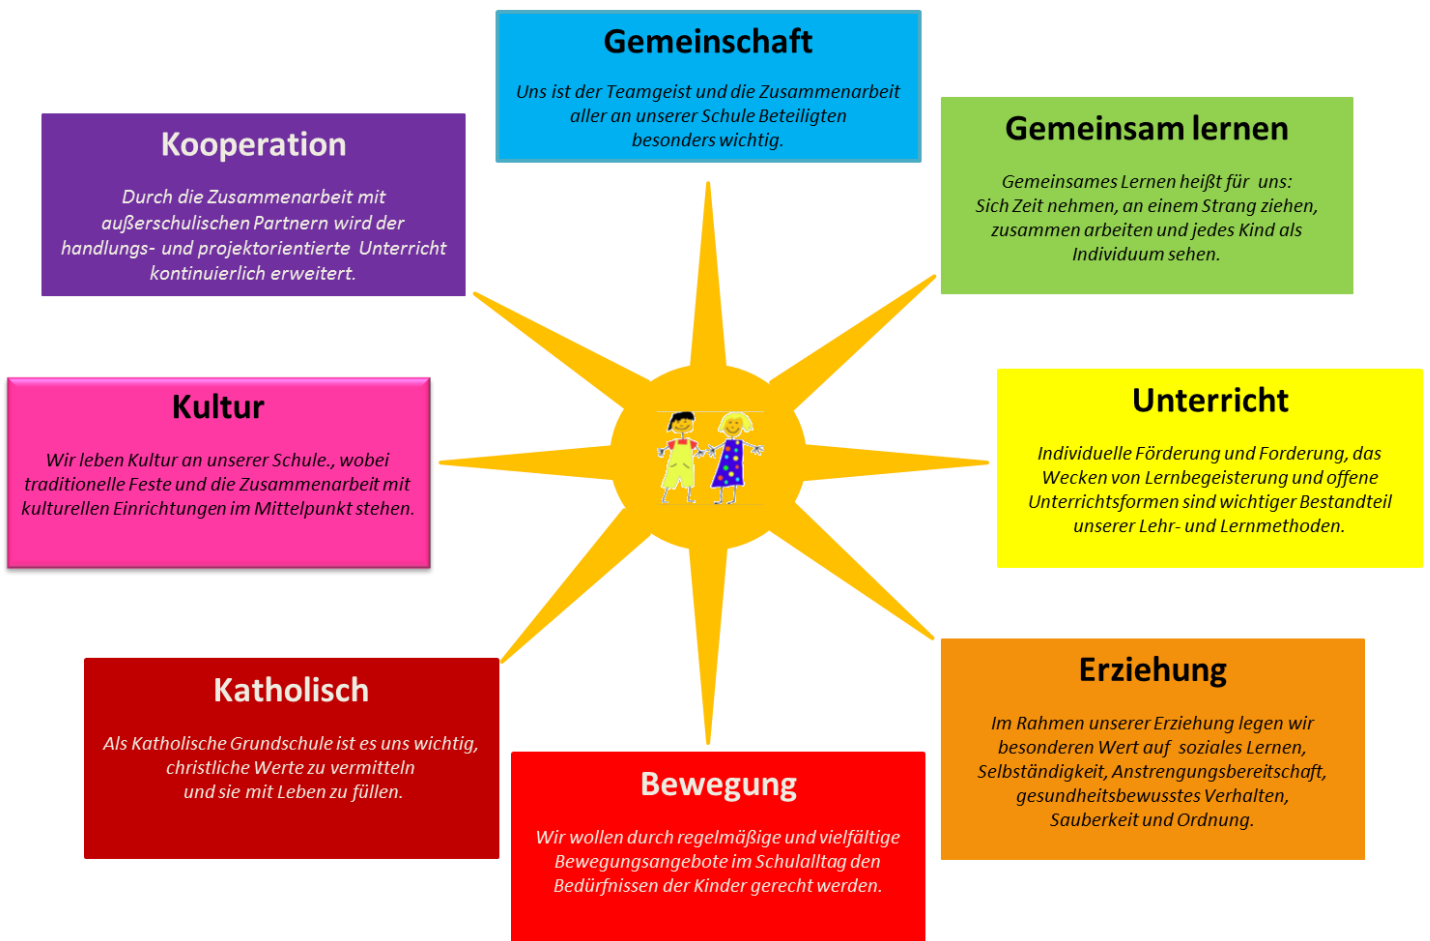 Gemeinschaft
Uns ist der Teamgeist und die Zusammenarbeit
aller an unserer Schule Beteiligten
besonders wichtig.
Gemeinsam lernen
Gemeinsames Lernen heißt für uns:
Sich Zeit nehmen, an einem Strang ziehen,
zusammen arbeiten und jedes Kind als
Individuum sehen.
Unterricht
Individuelle Förderung und Forderung, das
Wecken von Lernbegeisterung und offene
Unterrichtsformen sind wichtiger Bestandteil
unserer Lehr- und Lernmethoden.
Erziehung
Im Rahmen unserer Erziehung legen wir
besonderen Wert auf soziales Lernen,
Selbständigkeit, Anstrengungsbereitschaft,
gesundheitsbewusstes Verhalten,
Sauberkeit und Ordnung.
Bewegung
Wir wollen durch regelmäßige und vielfältige
Bewegungsangebote im Schulalltag den
Bedürfnissen der Kinder gerecht werden.
Katholisch
Als Katholische Grundschule ist es uns wichtig,
christliche Werte zu vermitteln
und sie mit Leben zu füllen.
Kultur
Wir leben Kultur an unserer Schule., wobei
traditionelle Feste und die Zusammenarbeit mit
kulturellen Einrichtungen im Mittelpunkt stehen.
Kooperation
Durch die Zusammenarbeit mit
außerschulischen Partnern wird der
handlungs- und projektorientierte Unterricht
kontinuierlich erweitert.